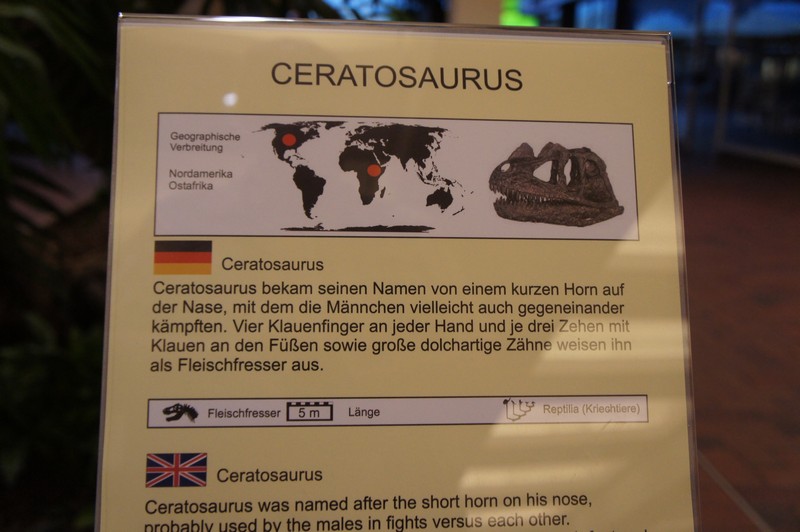 CERATOSAURUS
Geographische
Verbreitung
Nordamerika
Ostafrika
Ceratosaurus
Ceratosaurus bekam seinen Namen von einem kurzen Horn auf
der Nase, mit dem die Männchen vielleicht auch gegeneinander
kämpften. Vier Klauenfinger an jeder Hand und je drei Zehen mit
Klauen an den Füßen sowie große dolchartige Zähne weisen ihn
als Fleischfresser aus.
Fleischfresser 5 m Länge Reptilia (Kriechtiere)
Ceratosaurus
Ceratosaurus was named after the short horn on his nose,
probably used by the males in fights versus each other.